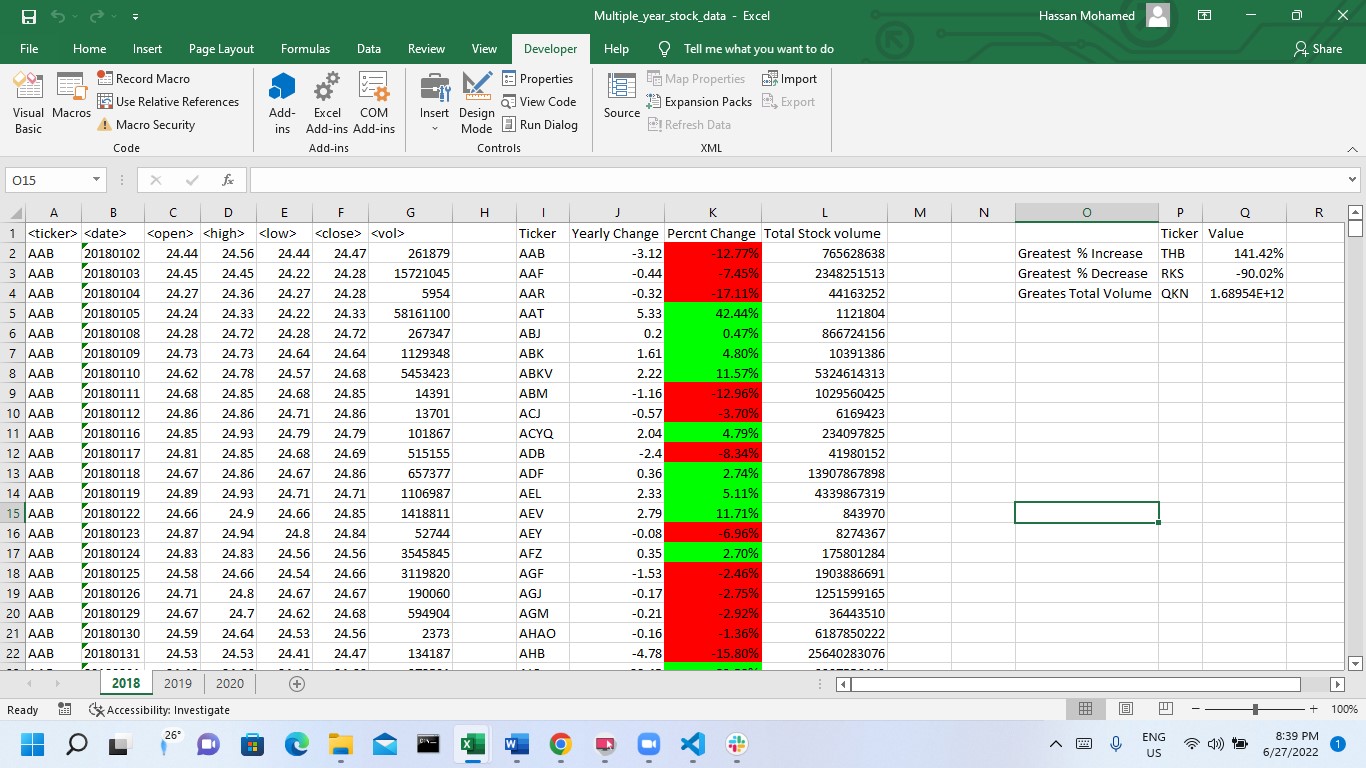 Multiple_year_stock_data - Excel
Hassan Mohamed
File Home Insert Page Layout Formulas Data Review View Developer Help Tell me what you want to do Share
Visual Basic
Macros
Record Macro
Use Relative References
Macro Security
Code
Add-ins
Excel Add-ins
COM Add-ins
Add-ins
Insert
Design Mode
Properties
View Code
Run Dialog
Controls
Source
Map Properties
Expansion Packs
Refresh Data
Import
Export
XML
O15
fx
A B C D E F G H I J K L M N O P Q R
1 <ticker> <date> <open> <high> <low> <close> <vol> Ticker Yearly Change Percnt Change Total Stock volume Ticker Value
2 AAB 20180102 24.44 24.56 24.44 24.47 261879 AAB -3.12 -12.77% 765628638 Greatest % Increase THB 141.42%
3 AAB 20180103 24.45 24.45 24.22 24.28 15721045 AAF -0.44 -7.45% 2348251513 Greatest % Decrease RKS -90.02%
4 AAB 20180104 24.27 24.36 24.27 24.28 5954 AAR -0.32 -17.11% 44163252 Greates Total Volume QKN 1.68954E+12
5 AAB 20180105 24.24 24.33 24.22 24.33 58161100 AAT 5.33 42.44% 1121804
6 AAB 20180108 24.28 24.72 24.28 24.72 267347 ABJ 0.2 0.47% 866724156
7 AAB 20180109 24.73 24.73 24.64 24.64 1129348 ABK 1.61 4.80% 10391386
8 AAB 20180110 24.62 24.78 24.57 24.68 5453423 ABKV 2.22 11.57% 5324614313
9 AAB 20180111 24.68 24.85 24.68 24.85 14391 ABM -1.16 -12.96% 1029560425
10 AAB 20180112 24.86 24.86 24.71 24.86 13701 ACJ -0.57 -3.70% 6169423
11 AAB 20180116 24.85 24.93 24.79 24.79 101867 ACYQ 2.04 4.79% 234097825
12 AAB 20180117 24.81 24.85 24.68 24.69 515155 ADB -2.4 -8.34% 41980152
13 AAB 20180118 24.67 24.86 24.67 24.86 657377 ADF 0.36 2.74% 13907867898
14 AAB 20180119 24.89 24.93 24.71 24.71 1106987 AEL 2.33 5.11% 4339867319
15 AAB 20180122 24.66 24.9 24.66 24.85 1418811 AEV 2.79 11.71% 843970
16 AAB 20180123 24.87 24.94 24.8 24.84 52744 AEY -0.08 -6.96% 8274367
17 AAB 20180124 24.83 24.83 24.56 24.56 3545845 AFZ 0.35 2.70% 175801284
18 AAB 20180125 24.58 24.66 24.54 24.66 3119820 AGF -1.53 -2.46% 1903886691
19 AAB 20180126 24.71 24.8 24.67 24.67 190060 AGJ -0.17 -2.75% 1251599165
20 AAB 20180129 24.67 24.7 24.62 24.68 594904 AGM -0.21 -2.92% 36443510
21 AAB 20180130 24.59 24.64 24.53 24.56 2373 AHAO -0.16 -1.36% 6187850222
22 AAB 20180131 24.53 24.53 24.41 24.47 134187 AHB -4.78 -15.80% 25640283076
2018 2019 2020
Ready Accessibility: Investigate 100%
26°
ENG
US
8:39 PM
6/27/2022
1